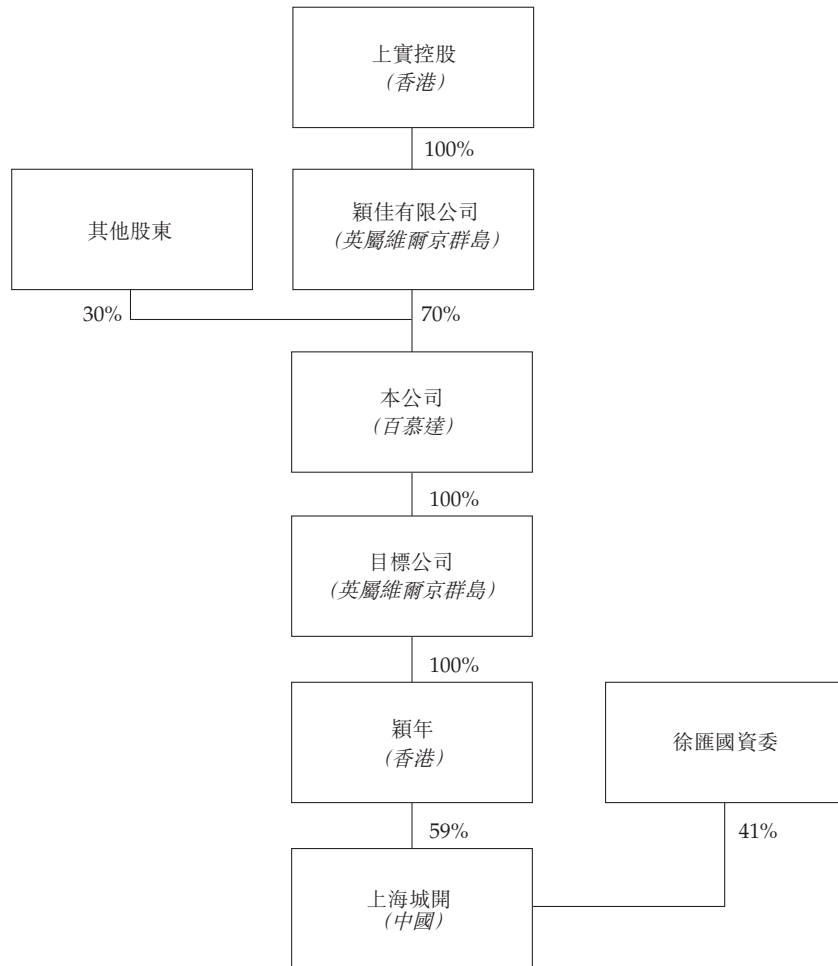 上實控股
(香港)
100%
其他股東
穎佳有限公司
(英屬維爾京群島)
30%
70%
本公司
(百慕達)
100%
目標公司
(英屬維爾京群島)
100%
穎年
(香港)
徐匯國資委
59%
41%
上海城開
(中國)